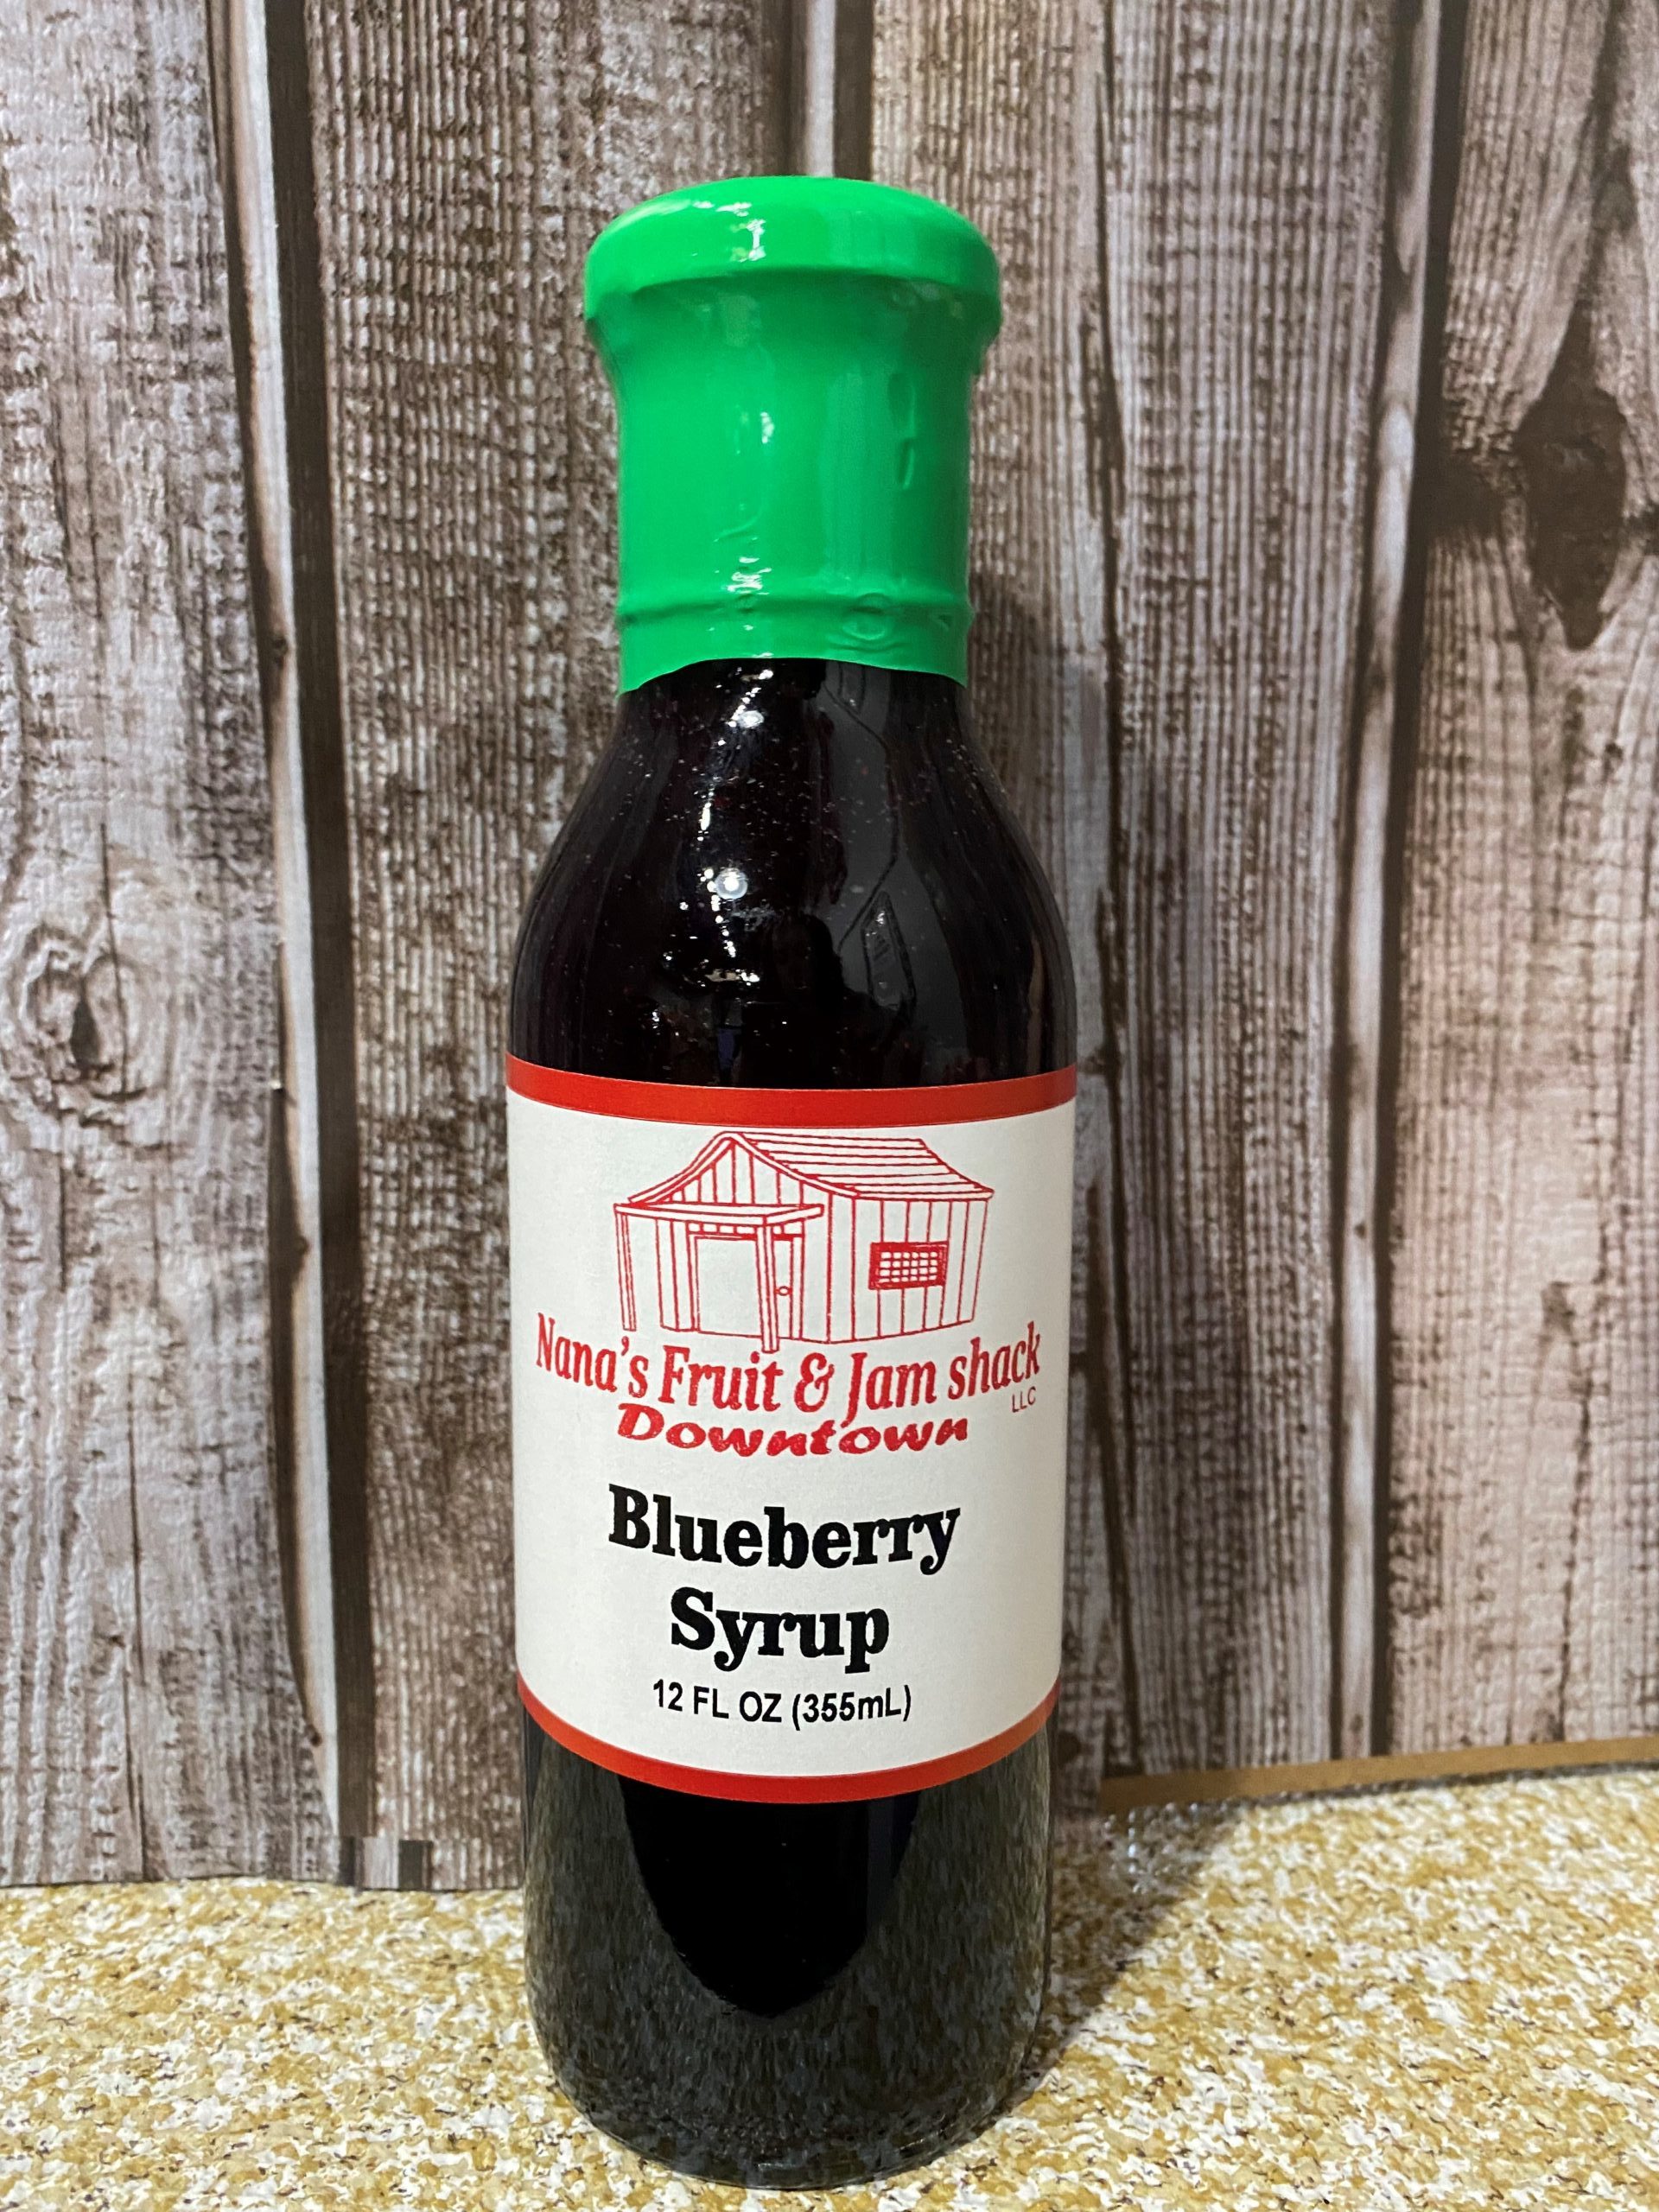 Nana's Fruit & Jam shack
LLC
Downtown
Blueberry
Syrup
12 FL OZ (355mL)